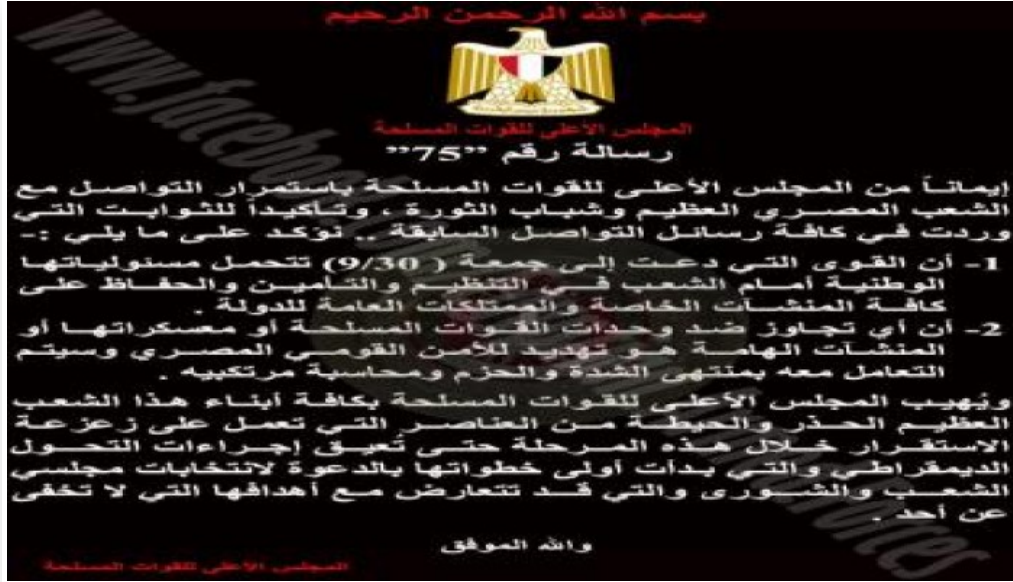 بسم الله الرحمن الرحيم
المجلس الأعلى للقوات المسلحة
رسالة رقم "75"
إيماناً من المجلس الأعلى للقوات المسلحة باستمرار التواصل مع
الشعب المصري العظيم وشباب الثورة ، وتأكيداً للثوابت التي
وردت في كافة رسائل التواصل السابقة .. نؤكد على ما يلي :-
1- أن القوى التي دعت إلى جمعة ( 9/30) تتحمل مسئولياتها
الوطنية أمام الشعب في التنظيم والتأمين والحفاظ على
كافة المنشآت الخاصة والممتلكات العامة للدولة .
2- أن أي تجاوز ضد وحدات القوات المسلحة أو معسكراتها أو
المنشآت الهامة هو تهديد للأمن القومي المصري وسيتم
التعامل معه بمنتهى الشدة والحزم ومحاسبة مرتكبيه .
ويُهيب المجلس الأعلى للقوات المسلحة بكافة أبناء هذا الشعب
العظيم الحذر والحيطة من العناصر التي تعمل على زعزعة
الاستقرار خلال هذه المرحلة حتى تُعيق إجراءات التحول
الديمقراطي والتي بدأت أولى خطواتها بالدعوة لانتخابات مجلسي
الشعب والشورى والتي قد تتعارض مع أهدافها التي لا تخفى
عن أحد .
والله الموفق
المجلس الأعلى للقوات المسلحة
www.facebook.com